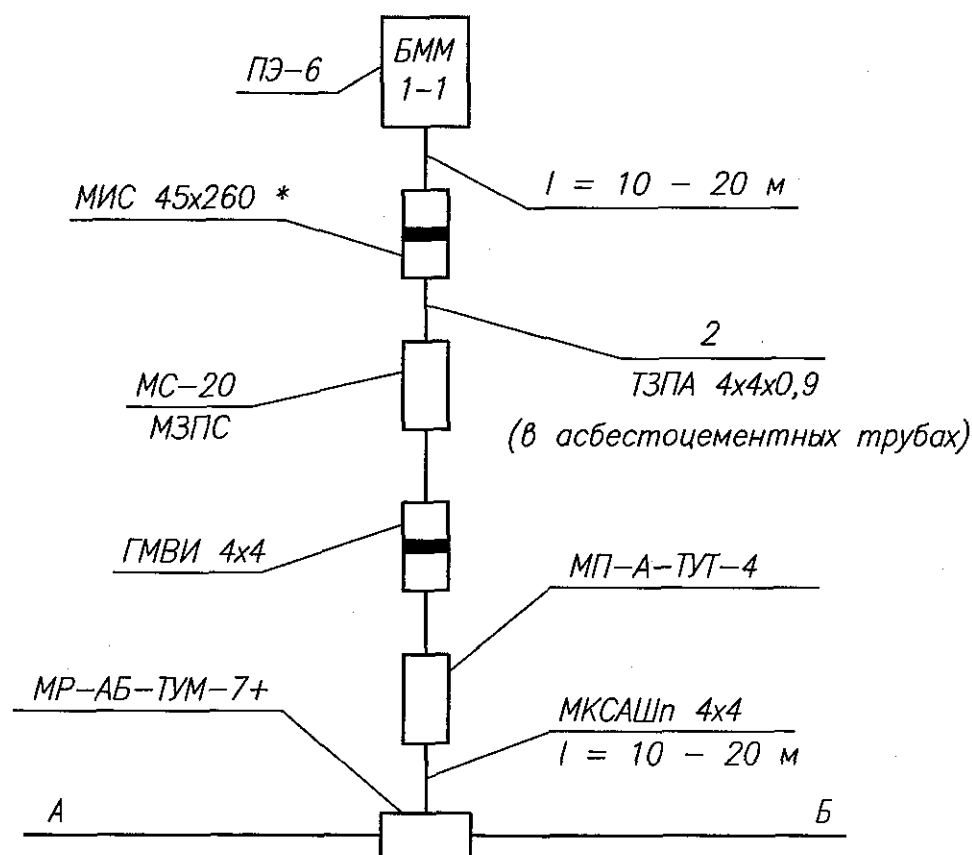 БММ
1-1
ПЭ-6
l = 10 - 20 м
МИС 45х260 *
2
ТЗПА 4х4х0,9
(в асбестоцементных трубах)
МС-20
МЗПС
ГМВИ 4х4
МП-А-ТУТ-4
МР-АБ-ТУМ-7+
МКСАШп 4х4
l = 10 - 20 м
А
Б